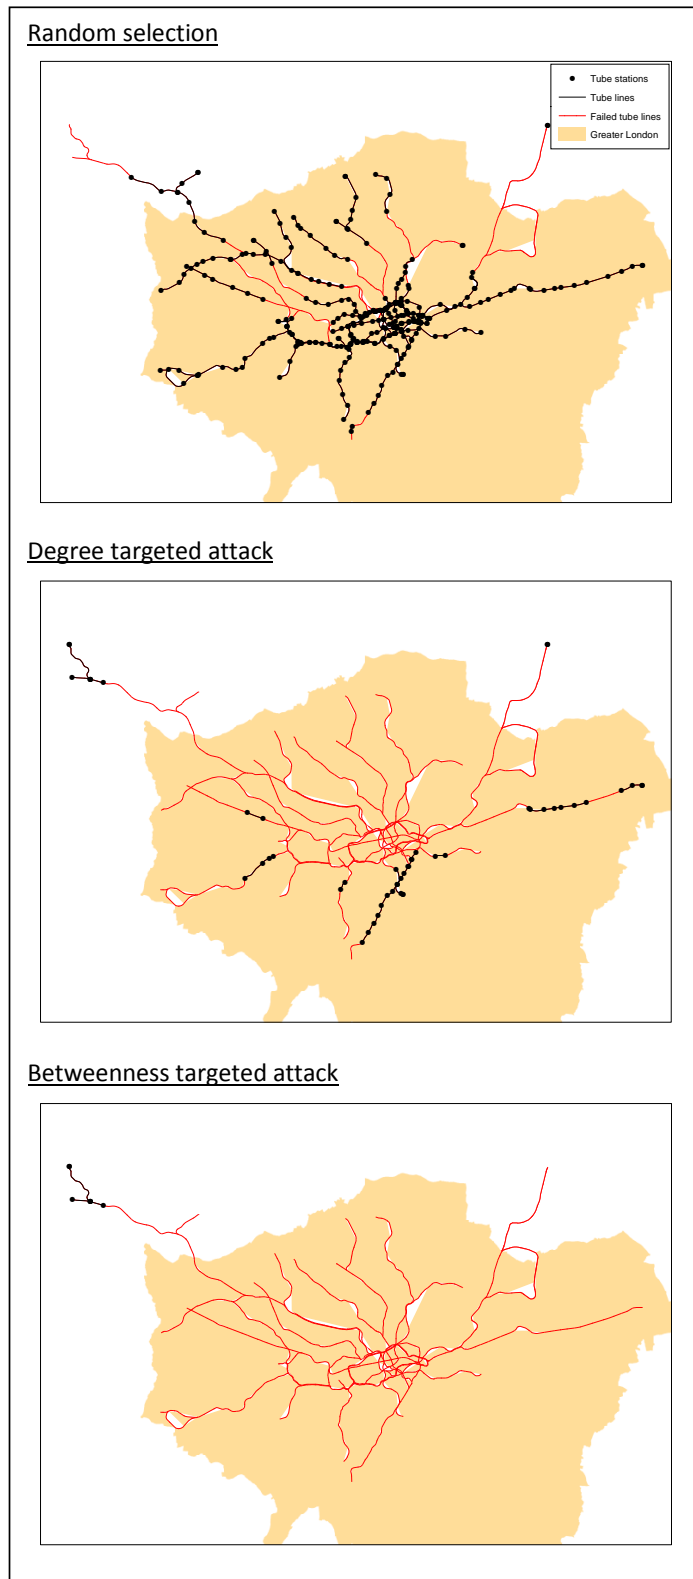 Random selection
Tube stations
Tube lines
Failed tube lines
Greater London
Degree targeted attack
Betweenness targeted attack